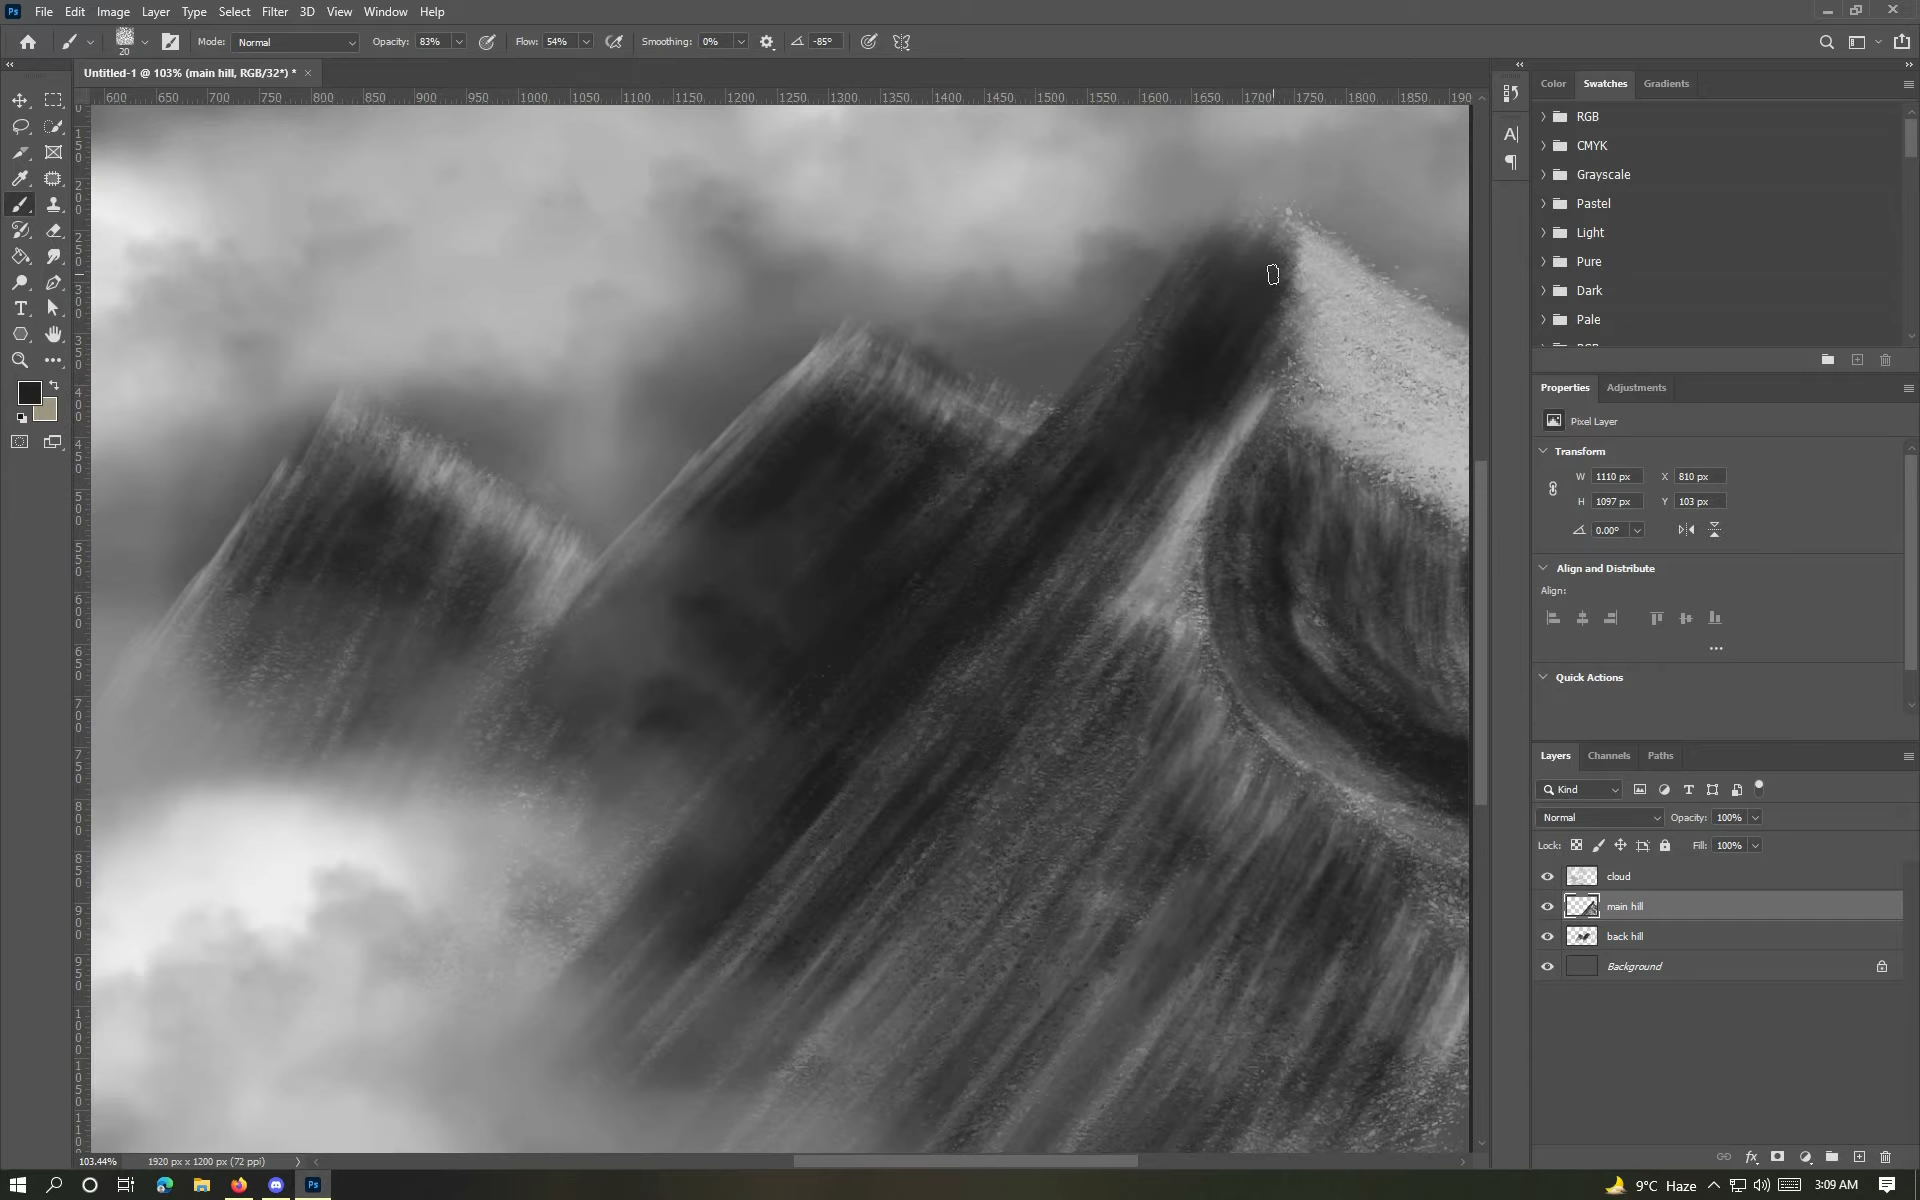 Ps File Edit Image Layer Type Select Filter 3D View Window Help
20 Mode: Normal Opacity: 83% Flow: 54% Smoothing: 0% -85°
Untitled-1 @ 103% (main hill, RGB/32*) * ×
600 650 700 750 800 850 900 950 1000 1050 1100 1150 1200 1250 1300 1350 1400 1450 1500 1550 1600 1650 1700 1750 1800 1850 190
Color Swatches Gradients
RGB
CMYK
Grayscale
Pastel
Light
Pure
Dark
Pale
Properties Adjustments
Pixel Layer
Transform
W 1110 px X 810 px
H 1097 px Y 103 px
0.00°
Align and Distribute
Align:
Quick Actions
Layers Channels Paths
Kind
Normal Opacity: 100%
Lock: Fill: 100%
cloud
main hill
back hill
Background
103.44% 1920 px x 1200 px (72 ppi)
Ps 9°C Haze 3:09 AM